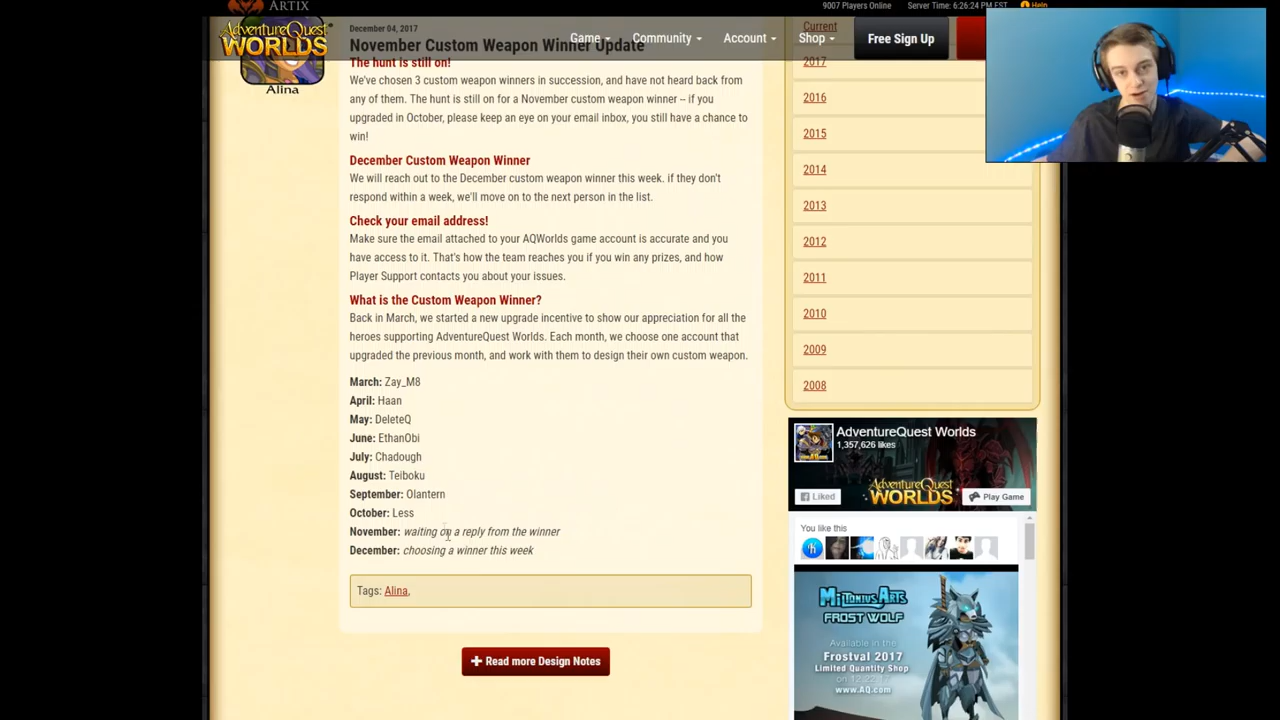 ARTIX
9007 Players Online
Server Time: 6:26:24 PM EST
Help
AdventureQuest
WORLDS
Game
Community
Account
Shop
Free Sign Up
Alina
December 04, 2017
November Custom Weapon Winner Update
The hunt is still on!
We've chosen 3 custom weapon winners in succession, and have not heard back from
any of them. The hunt is still on for a November custom weapon winner – if you
upgraded in October, please keep an eye on your email inbox, you still have a chance to
win!
December Custom Weapon Winner
We will reach out to the December custom weapon winner this week. if they don't
respond within a week, we'll move on to the next person in the list.
Check your email address!
Make sure the email attached to your AQWorlds game account is accurate and you
have access to it. That's how the team reaches you if you win any prizes, and how
Player Support contacts you about your issues.
What is the Custom Weapon Winner?
Back in March, we started a new upgrade incentive to show our appreciation for all the
heroes supporting AdventureQuest Worlds. Each month, we choose one account that
upgraded the previous month, and work with them to design their own custom weapon.
March: Zay_M8
April: Haan
May: DeleteQ
June: EthanObi
July: Chadough
August: Teiboku
September: Olantern
October: Less
November: waiting on a reply from the winner
December: choosing a winner this week
Tags: Alina,
Read more Design Notes
Current
2017
2016
2015
2014
2013
2012
2011
2010
2009
2008
AdventureQuest Worlds
1,357,626 likes
AdventureQuest
WORLDS
Liked
Play Game
You like this
MILTONIUS ARTS
FROST WOLF
Available in the
Frostval 2017
Limited Quantity Shop
on 12.22.17
www.AQ.com